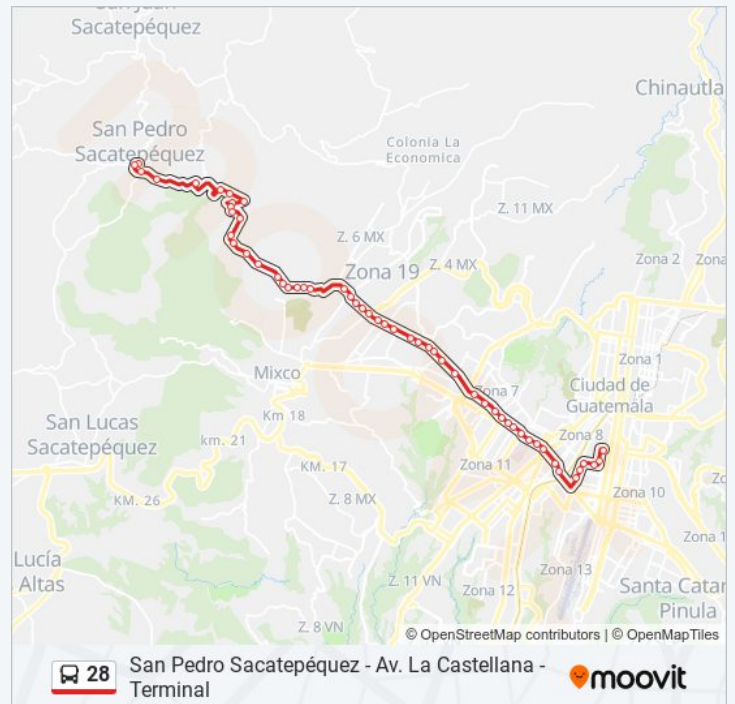 San Juan
Sacatepéquez
Chinautla
San Pedro
Sacatepéquez
Colonia La
Economica
Z. 11 MX
Z. 6 MX
Zona 19
Z. 4 MX
Zona 2
Zona
Zona 1
Mixco
Zona 7
Ciudad de
Guatemala
Km 18
San Lucas
Sacatepéquez
km. 21
Zona 8
Zona 11
KM. 17
KM. 26
Z. 8 MX
Zona 10
Zo
Zona 1
Lucía
Altas
Z. 11 VN
Zona 12
Zona 13
Santa Catar
Pinula
Z. 8 VN
© OpenStreetMap contributors | © OpenMapTiles
28
San Pedro Sacatepéquez - Av. La Castellana -
Terminal
moovit